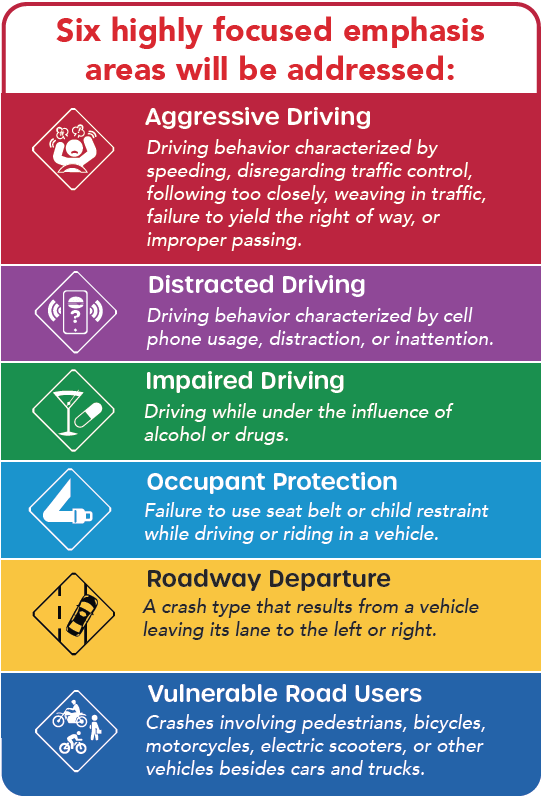 Six highly focused emphasis
areas will be addressed:
Aggressive Driving
Driving behavior characterized by
speeding, disregarding traffic control,
following too closely, weaving in traffic,
failure to yield the right of way, or
improper passing.
Distracted Driving
?
Driving behavior characterized by cell
phone usage, distraction, or inattention.
Impaired Driving
Driving while under the influence of
alcohol or drugs.
Occupant Protection
Failure to use seat belt or child restraint
while driving or riding in a vehicle.
Roadway Departure
A crash type that results from a vehicle
leaving its lane to the left or right.
Vulnerable Road Users
Crashes involving pedestrians, bicycles,
motorcycles, electric scooters, or other
vehicles besides cars and trucks.